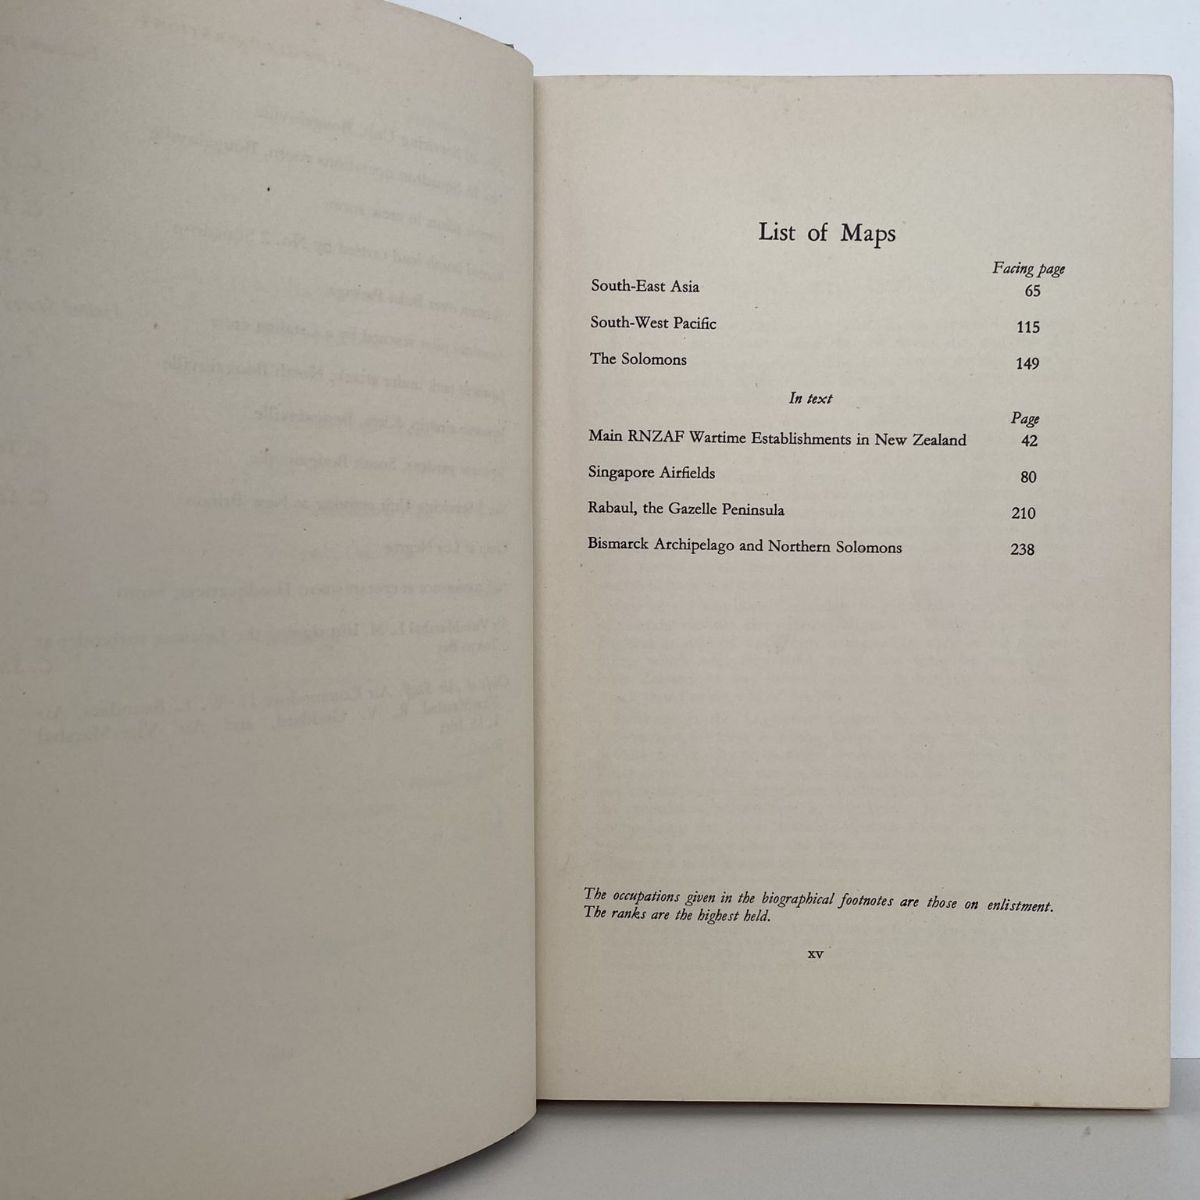 List of Maps
Facing page
South-East Asia 65
South-West Pacific 115
The Solomons 149
In text
Page
Main RNZAF Wartime Establishments in New Zealand 42
Singapore Airfields 80
Rabaul, the Gazelle Peninsula 210
Bismarck Archipelago and Northern Solomons 238
The occupations given in the biographical footnotes are those on enlistment.
The ranks are the highest held.
xv